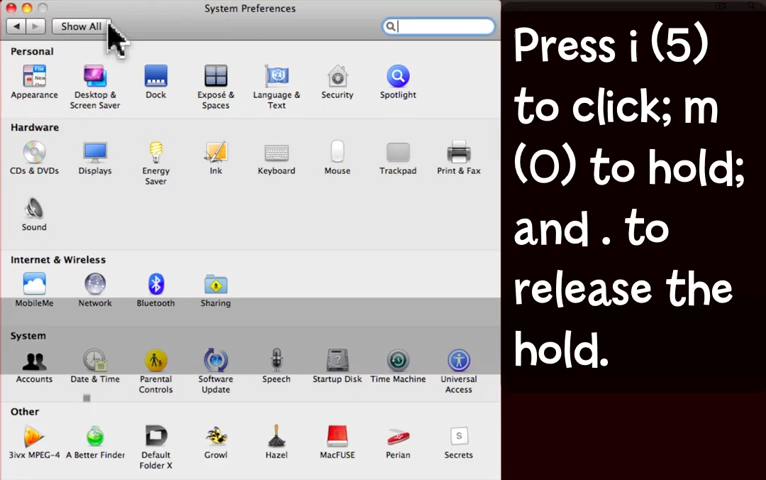 System Preferences
Show All
Personal
Appearance Desktop & Screen Saver Dock Exposé & Spaces Language & Text Security Spotlight
Hardware
CDs & DVDs Displays Energy Saver Ink Keyboard Mouse Trackpad Print & Fax
Sound
Internet & Wireless
MobileMe Network Bluetooth Sharing
System
Accounts Date & Time Parental Controls Software Update Speech Startup Disk Time Machine Universal Access
Other
3ivx MPEG-4 A Better Finder Default Folder X Growl Hazel MacFUSE Perian Secrets
Press i (5)
to click; m
(0) to hold;
and . to
release the
hold.